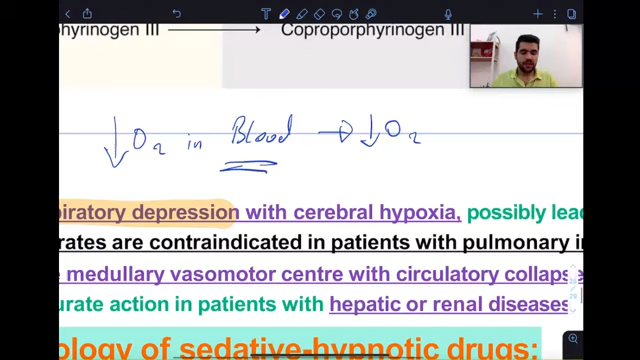 phyrinogen III → Coproporphyrinogen III
↓ O2 in Blood → ↓ O2
piratory depression with cerebral hypoxia, possibly lead
urates are contraindicated in patients with pulmonary in
e medullary vasomotor centre with circulatory collapse
urate action in patients with hepatic or renal diseases
ology of sedative-hypnotic drugs: